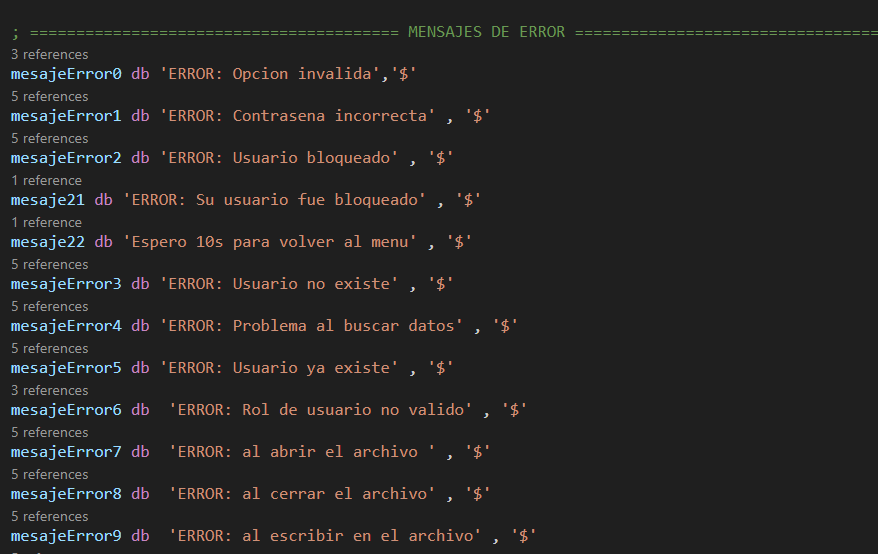 ; ======================================== MENSAJES DE ERROR =================================
3 references
mesajeError0 db 'ERROR: Opcion invalida','$'
5 references
mesajeError1 db 'ERROR: Contrasena incorrecta' , '$'
5 references
mesajeError2 db 'ERROR: Usuario bloqueado' , '$'
1 reference
mesaje21 db 'ERROR: Su usuario fue bloqueado' , '$'
1 reference
mesaje22 db 'Espero 10s para volver al menu' , '$'
5 references
mesajeError3 db 'ERROR: Usuario no existe' , '$'
5 references
mesajeError4 db 'ERROR: Problema al buscar datos' , '$'
5 references
mesajeError5 db 'ERROR: Usuario ya existe' , '$'
3 references
mesajeError6 db  'ERROR: Rol de usuario no valido' , '$'
5 references
mesajeError7 db  'ERROR: al abrir el archivo ' , '$'
5 references
mesajeError8 db  'ERROR: al cerrar el archivo' , '$'
5 references
mesajeError9 db  'ERROR: al escribir en el archivo' , '$'